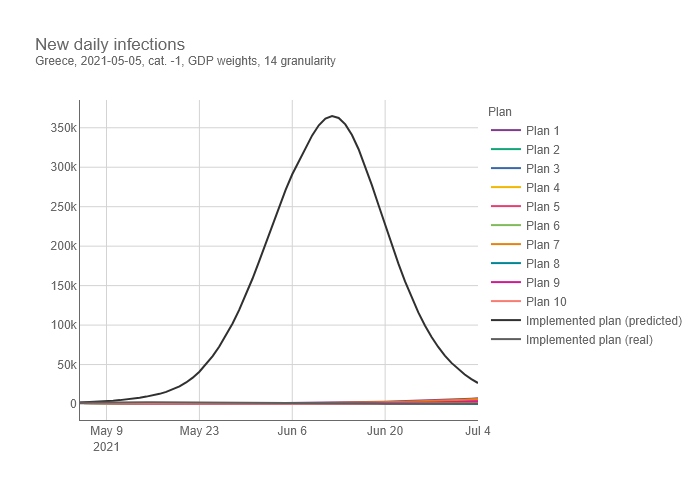 New daily infections
Greece, 2021-05-05, cat. -1, GDP weights, 14 granularity
350k
300k
250k
200k
150k
100k
50k
0
May 9
2021
May 23
Jun 6
Jun 20
Jul 4
Plan
Plan 1
Plan 2
Plan 3
Plan 4
Plan 5
Plan 6
Plan 7
Plan 8
Plan 9
Plan 10
Implemented plan (predicted)
Implemented plan (real)